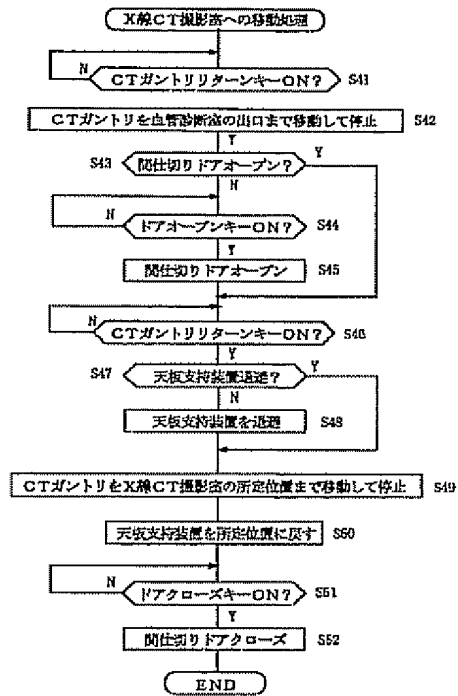 X線CT撮影室への移動処理
N
CTガントリリターンキーON? S41
CTガントリを血管診断室の出口まで移動して停止 S42
Y
S43 間仕切りドアオープン? Y
N
N ドアオープンキーON? S44
Y
間仕切りドアオープン S45
N CTガントリリターンキーON? S46
Y
S47 天板支持装置退避? Y
N
天板支持装置を退避 S48
CTガントリをX線CT撮影室の所定位置まで移動して停止 S49
天板支持装置を所定位置に戻す S50
N ドアクローズキーON? S51
Y
間仕切りドアクローズ S52
END